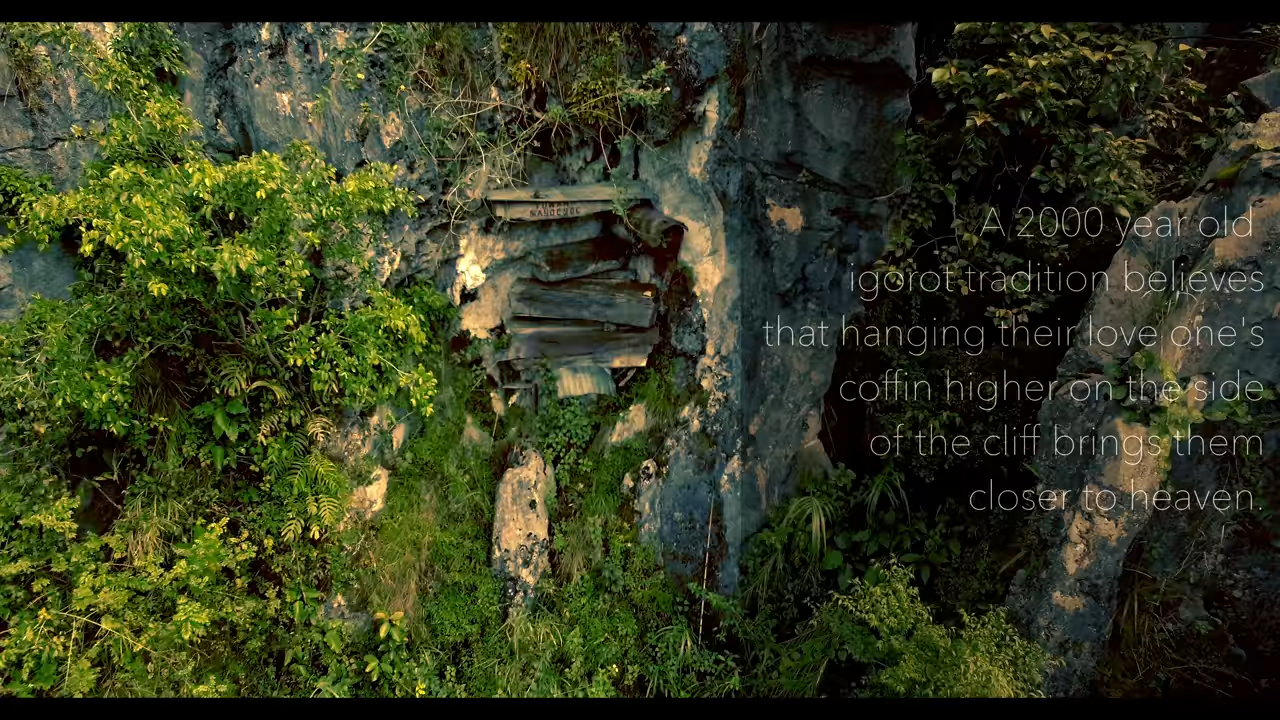 A 2000 year old
igorot tradition believes
that hanging their love one's
coffin higher on the side
of the cliff brings them
closer to heaven.